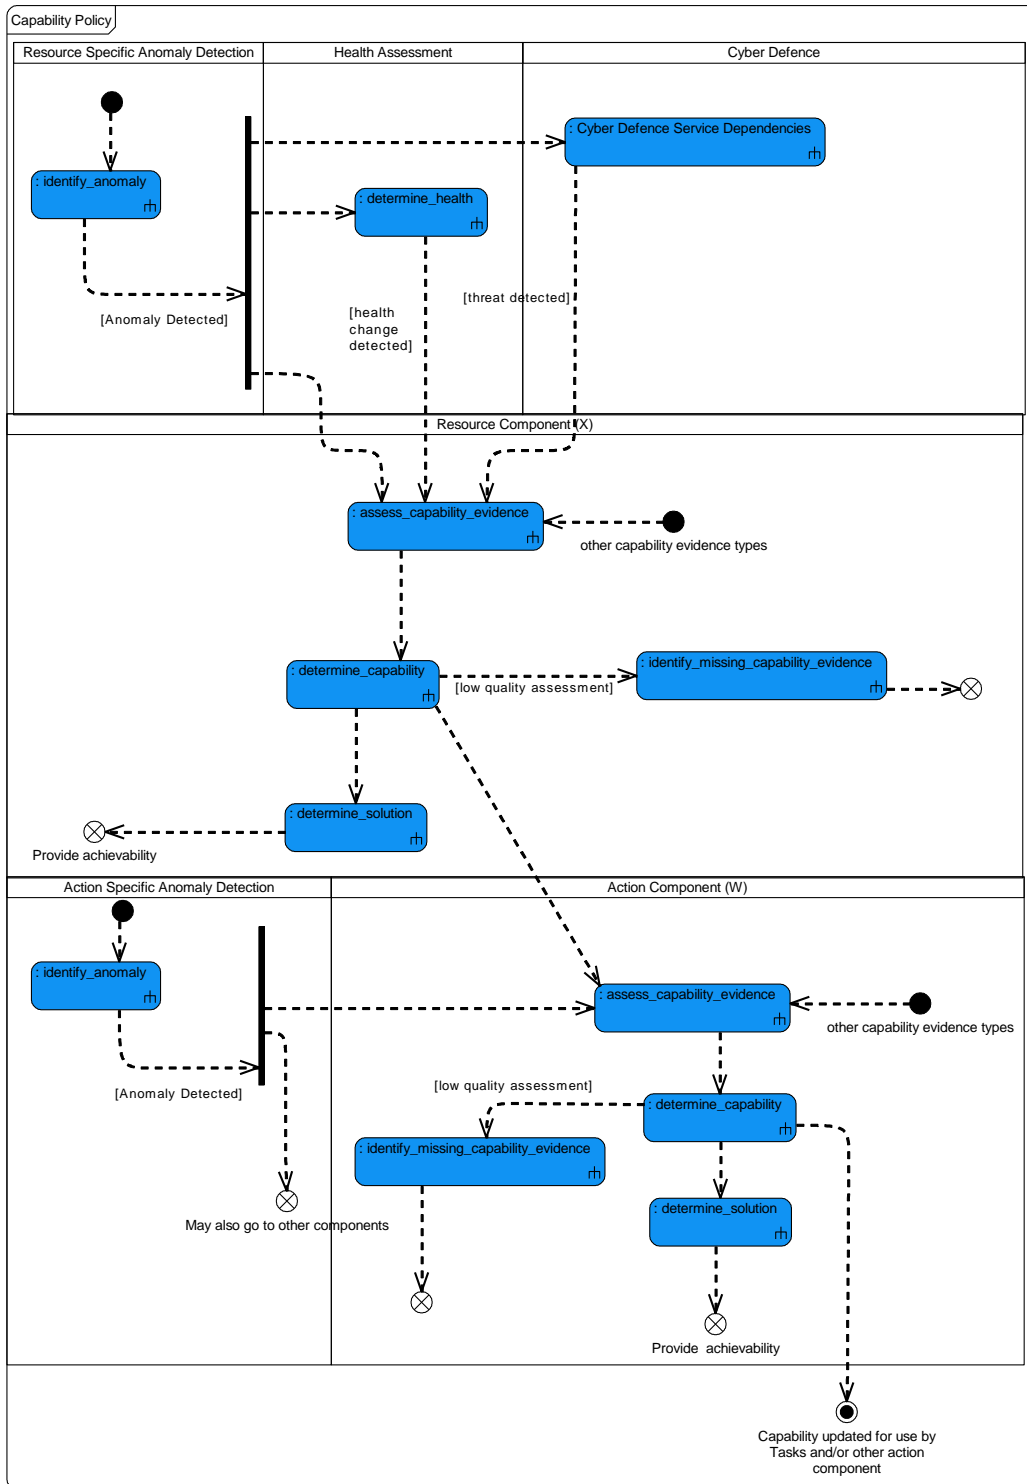 Capability Policy
Resource Specific Anomaly Detection
Health Assessment
Cyber Defence
: Cyber Defence Service Dependencies
: identify_anomaly
: determine_health
[threat detected]
[health
change
detected]
[Anomaly Detected]
Resource Component (X)
: assess_capability_evidence
other capability evidence types
: determine_capability
: identify_missing_capability_evidence
[low quality assessment]
: determine_solution
Provide achievability
Action Specific Anomaly Detection
Action Component (W)
: identify_anomaly
: assess_capability_evidence
other capability evidence types
[Anomaly Detected]
[low quality assessment]
: determine_capability
: identify_missing_capability_evidence
: determine_solution
May also go to other components
Provide  achievability
Capability updated for use by
Tasks and/or other action
component